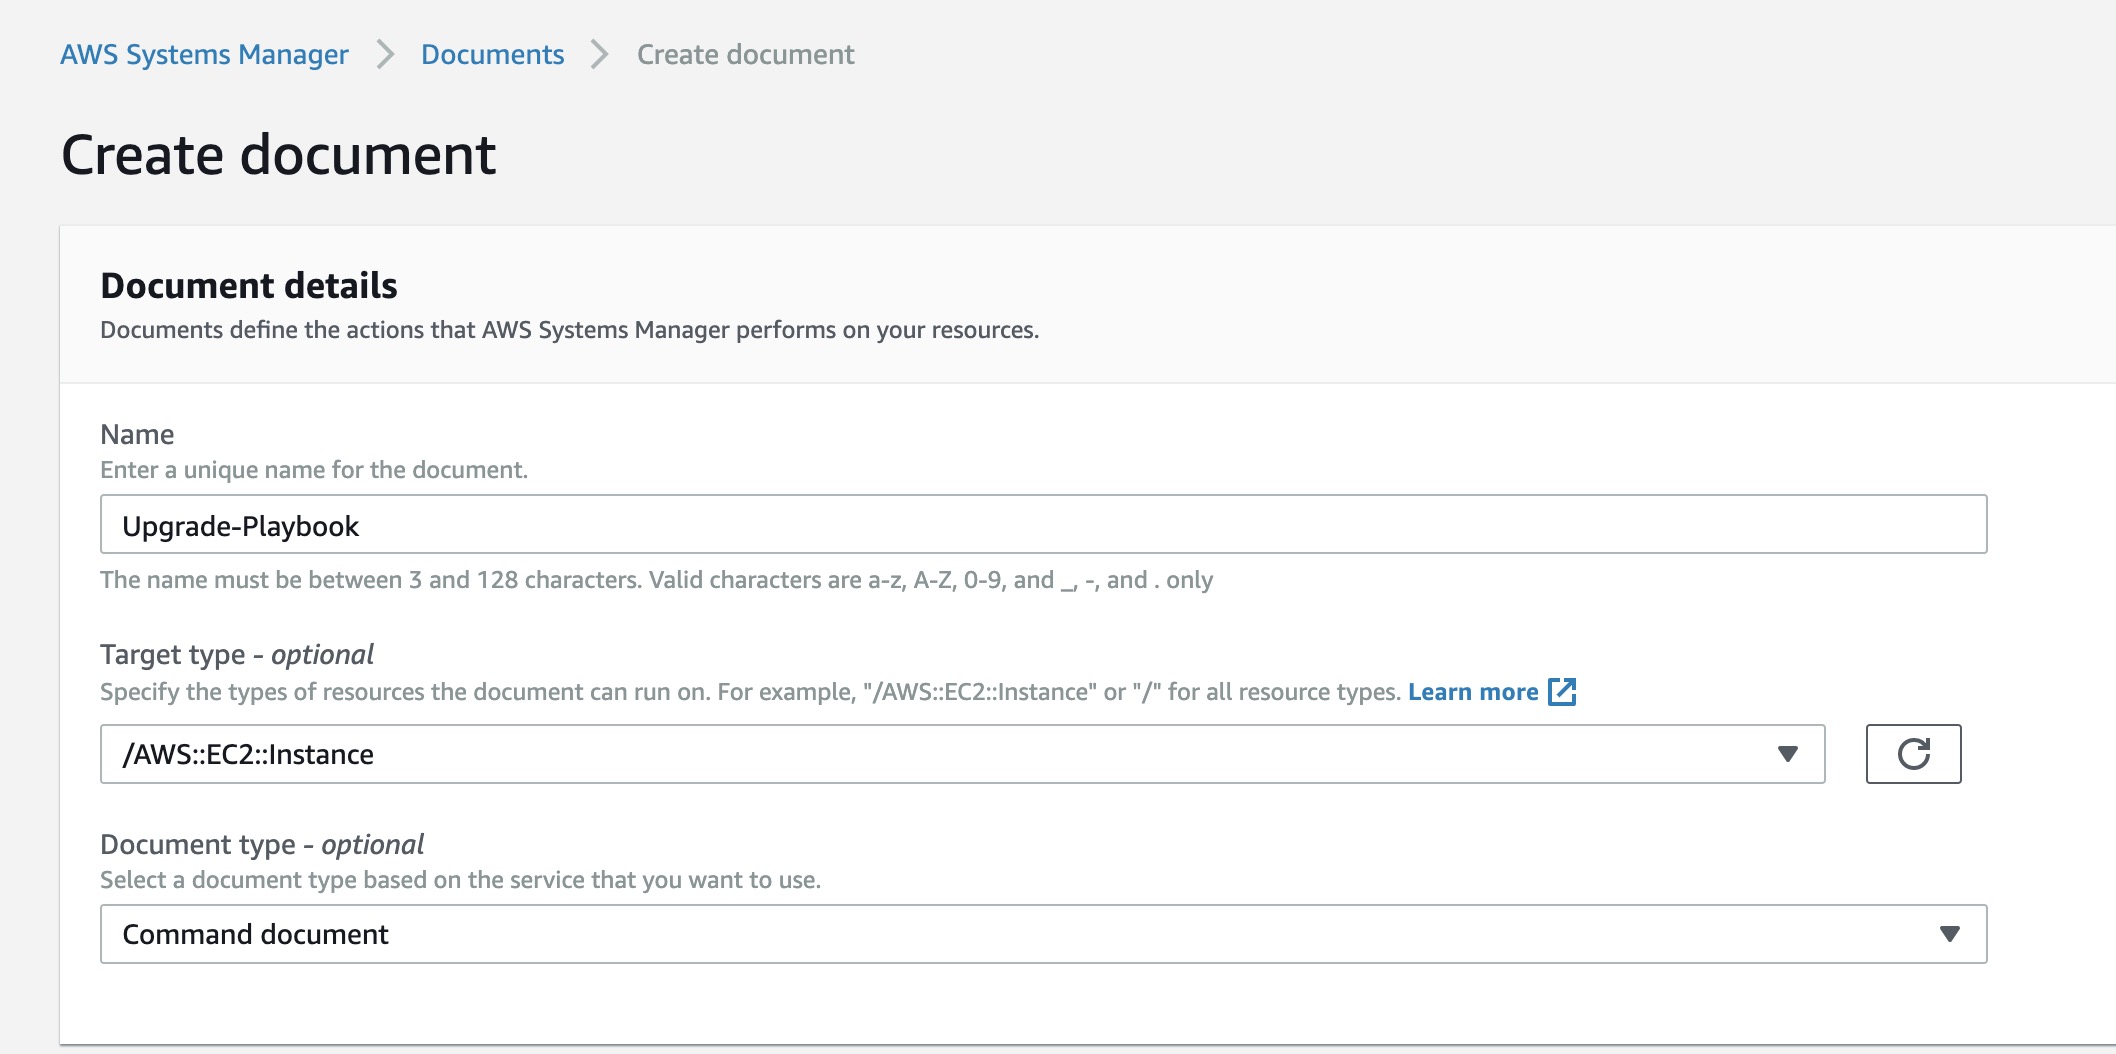 AWS Systems Manager > Documents > Create document
Create document
Document details
Documents define the actions that AWS Systems Manager performs on your resources.
Name
Enter a unique name for the document.
Upgrade-Playbook
The name must be between 3 and 128 characters. Valid characters are a-z, A-Z, 0-9, and _, -, and . only
Target type - optional
Specify the types of resources the document can run on. For example, "/AWS::EC2::Instance" or "/" for all resource types. Learn more
/AWS::EC2::Instance
Document type - optional
Select a document type based on the service that you want to use.
Command document